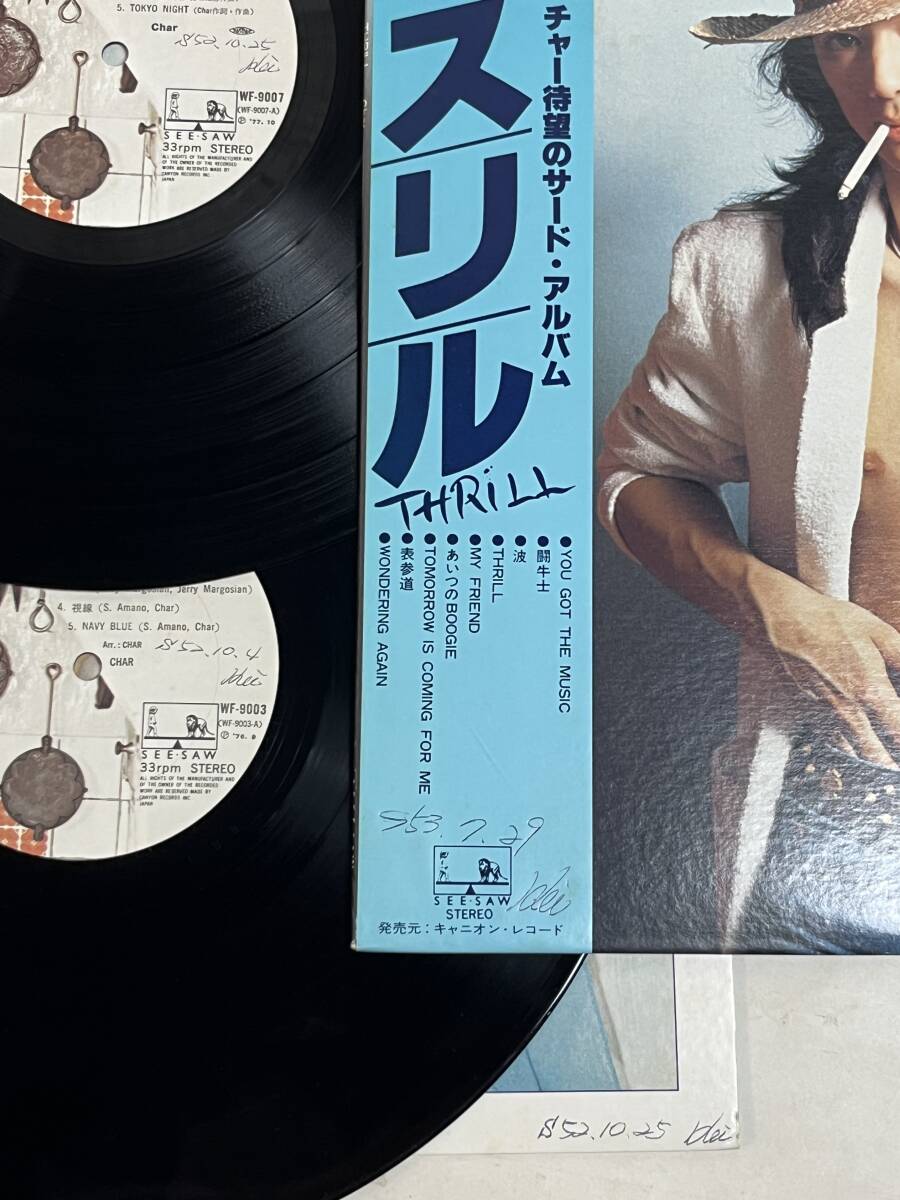 5. TOKYO NIGHT (Char作詞・作曲)
Char
S52.10.25
WF-9007
(WF-9007-A)
Ⓟ '77. 10
SEE·SAW
33rpm STEREO
ALL RIGHTS OF THE MANUFACTURER AND
OF THE OWNER OF THE RECORDED
WORK ARE RESERVED MADE BY
CANYON RECORDS INC.
JAPAN
Jerry Margosian)
4. 視線 (S. Amano, Char)
5. NAVY BLUE (S. Amano, Char)
Arr. : CHAR
CHAR
S52.10.4
WF-9003
(WF-9003-A)
Ⓟ '76. 9
SEE·SAW
33rpm STEREO
ALL RIGHTS OF THE MANUFACTURER
AND OF THE OWNER OF THE RECORDED
WORK ARE RESERVED MADE BY
CANYON RECORDS INC.
JAPAN
チャー待望のサード・アルバム
スリル
THRiLL
●YOU GOT THE MUSIC
●闘牛士
●波
●THRILL
●MY FRIEND
●あいつのBOOGIE
●TOMORROW IS COMING FOR ME
●表参道
●WONDERING AGAIN
S53.7.29
SEE·SAW
STEREO
発売元：キャニオン・レコード
S52.10.25